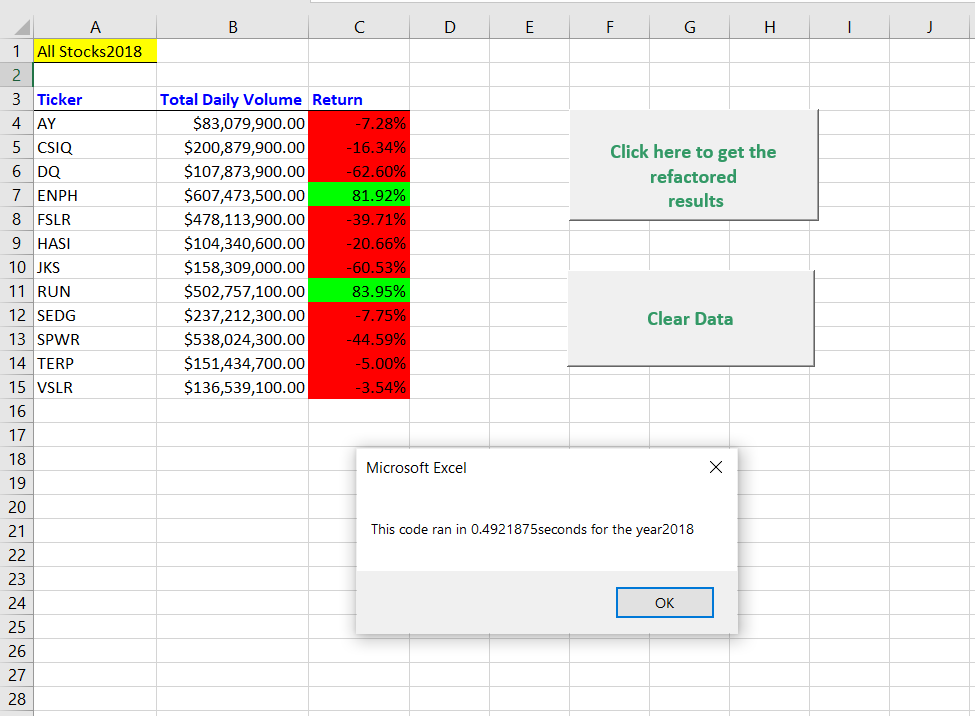 A B C D E F G H I J
1 All Stocks2018
2
3 Ticker Total Daily Volume Return
4 AY $83,079,900.00 -7.28%
5 CSIQ $200,879,900.00 -16.34%
6 DQ $107,873,900.00 -62.60%
7 ENPH $607,473,500.00 81.92%
8 FSLR $478,113,900.00 -39.71%
9 HASI $104,340,600.00 -20.66%
10 JKS $158,309,000.00 -60.53%
11 RUN $502,757,100.00 83.95%
12 SEDG $237,212,300.00 -7.75%
13 SPWR $538,024,300.00 -44.59%
14 TERP $151,434,700.00 -5.00%
15 VSLR $136,539,100.00 -3.54%
16
17
18
19
20
21
22
23
24
25
26
27
28
Click here to get the
refactored
results
Clear Data
Microsoft Excel
This code ran in 0.4921875seconds for the year2018
OK